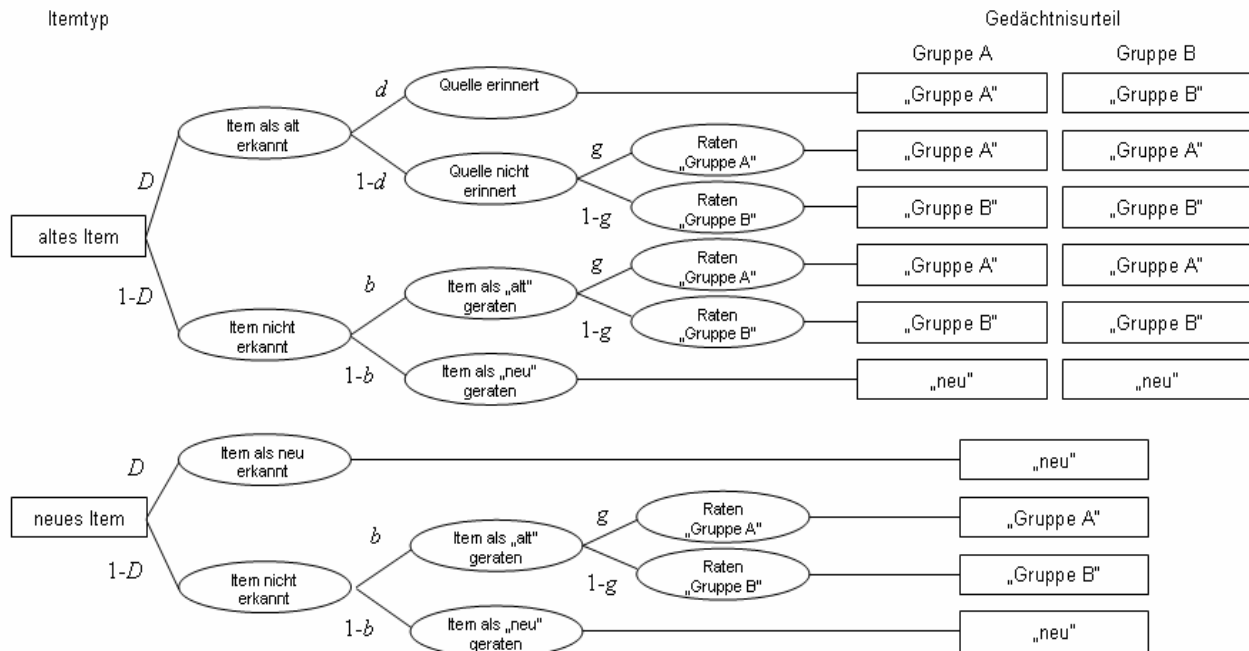 Itemtyp
Gedächtnisurteil
Gruppe A
Gruppe B
d
Quelle erinnert
„Gruppe A"
„Gruppe B"
Item als alt
erkannt
D
1-d
Quelle nicht
erinnert
g
Raten
„Gruppe A"
„Gruppe A"
„Gruppe A"
1-g
Raten
„Gruppe B"
„Gruppe B"
„Gruppe B"
altes Item
1-D
Item nicht
erkannt
b
Item als „alt"
geraten
g
Raten
„Gruppe A"
„Gruppe A"
„Gruppe A"
1-g
Raten
„Gruppe B"
„Gruppe B"
„Gruppe B"
1-b
Item als „neu"
geraten
„neu"
„neu"
D
Item als neu
erkannt
„neu"
neues Item
1-D
Item nicht
erkannt
b
Item als „alt"
geraten
g
Raten
„Gruppe A"
„Gruppe A"
1-g
Raten
„Gruppe B"
„Gruppe B"
1-b
Item als „neu"
geraten
„neu"